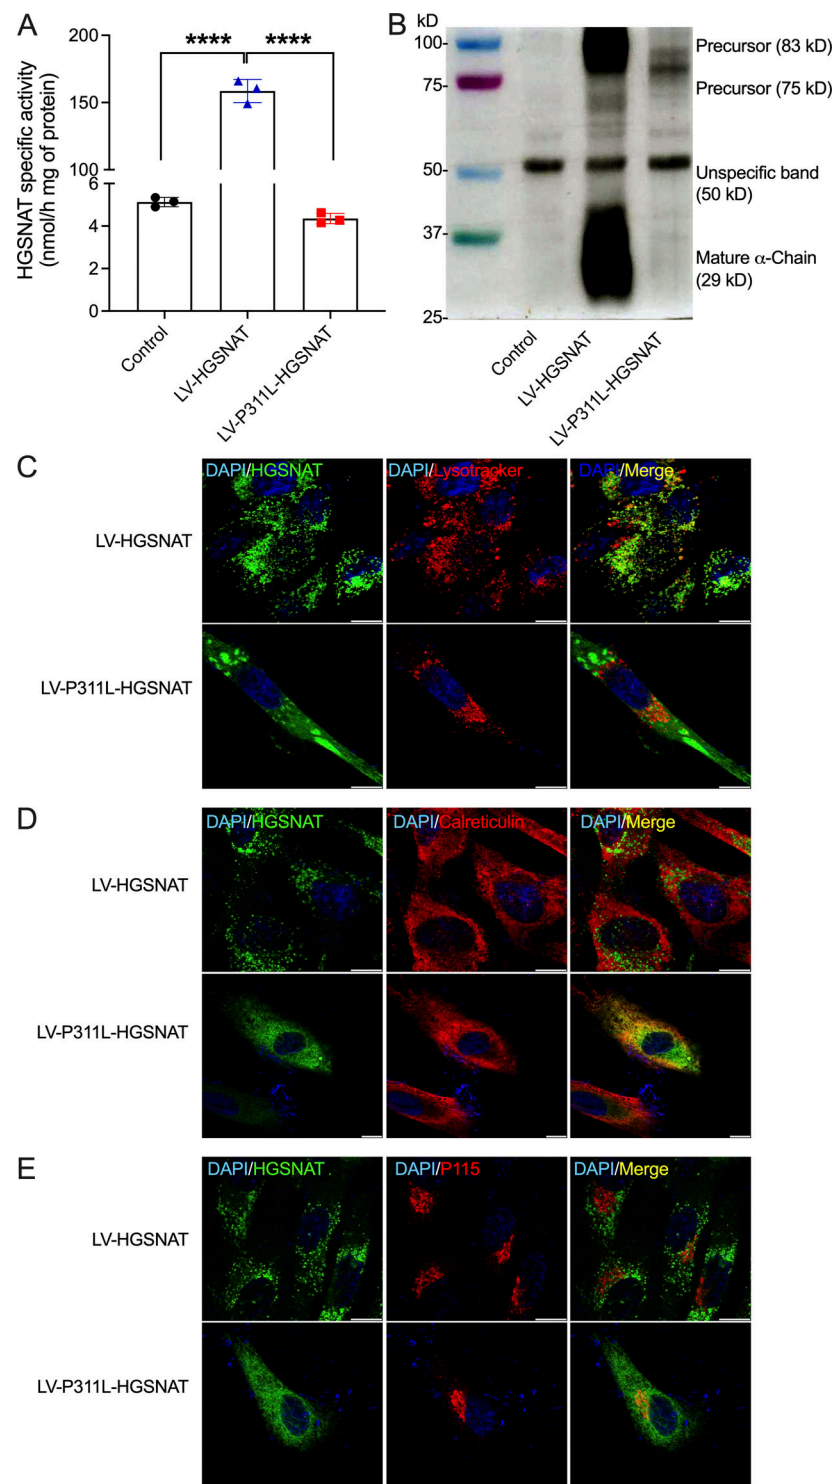 A
HGSNAT specific activity
(nmol/h mg of protein)
200
150
100
6
4
2
0
****
****
Control
LV-HGSNAT
LV-P311L-HGSNAT
B
kD
100-
75-
50-
37-
25-
Precursor (83 kD)
Precursor (75 kD)
Unspecific band
(50 kD)
Mature α-Chain
(29 kD)
Control
LV-HGSNAT
LV-P311L-HGSNAT
C
DAPI/HGSNAT
DAPI/Lysotracker
DAPI/Merge
LV-HGSNAT
LV-P311L-HGSNAT
D
DAPI/HGSNAT
DAPI/Calreticulin
DAPI/Merge
LV-HGSNAT
LV-P311L-HGSNAT
E
DAPI/HGSNAT
DAPI/P115
DAPI/Merge
LV-HGSNAT
LV-P311L-HGSNAT